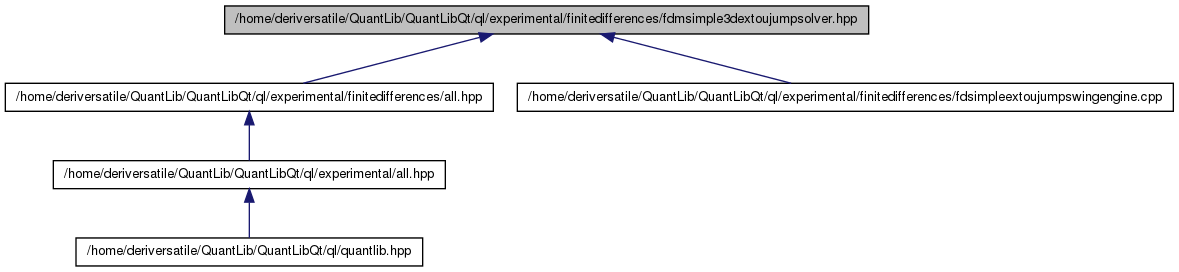 /home/deriversatile/QuantLib/QuantLibQt/ql/experimental/finitedifferences/fdmsimple3dextoujumpsolver.hpp
/home/deriversatile/QuantLib/QuantLibQt/ql/experimental/finitedifferences/all.hpp
/home/deriversatile/QuantLib/QuantLibQt/ql/experimental/finitedifferences/fdsimpleextoujumpswingengine.cpp
/home/deriversatile/QuantLib/QuantLibQt/ql/experimental/all.hpp
/home/deriversatile/QuantLib/QuantLibQt/ql/quantlib.hpp